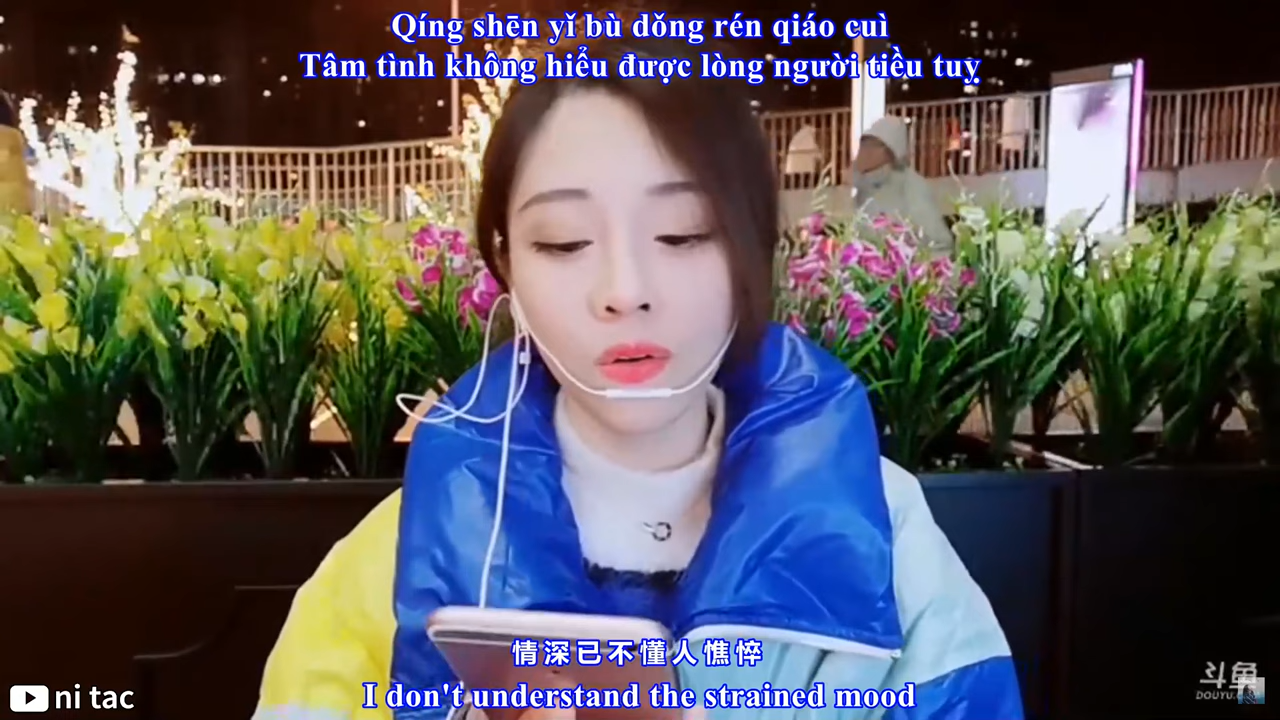 Qíng shēn yǐ bù dǒng rén qiáo cuì
Tâm tình không hiểu được lòng người tiều tuỵ
情深已不懂人憔悴
I don't understand the strained mood
ni tac
斗鱼